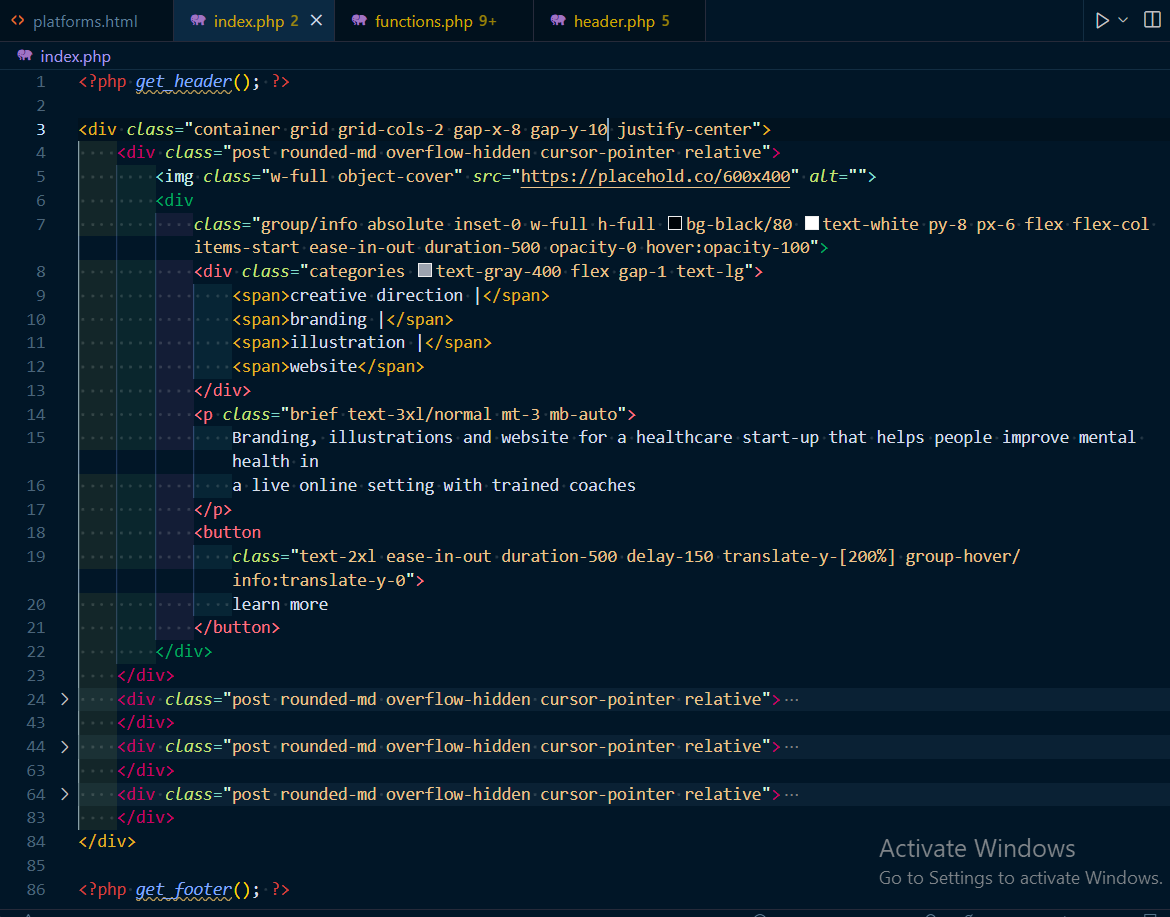 platforms.html index.php 2 functions.php 9+ header.php 5
index.php
1 <?php get_header(); ?>
2
3 <div class="container grid grid-cols-2 gap-x-8 gap-y-10 justify-center">
4 <div class="post rounded-md overflow-hidden cursor-pointer relative">
5 <img class="w-full object-cover" src="https://placehold.co/600x400" alt="">
6 <div
7 class="group/info absolute inset-0 w-full h-full bg-black/80 text-white py-8 px-6 flex flex-col
items-start ease-in-out duration-500 opacity-0 hover:opacity-100">
8 <div class="categories text-gray-400 flex gap-1 text-lg">
9 <span>creative direction |</span>
10 <span>branding |</span>
11 <span>illustration |</span>
12 <span>website</span>
13 </div>
14 <p class="brief text-3xl/normal mt-3 mb-auto">
15 Branding, illustrations and website for a healthcare start-up that helps people improve mental
health in
16 a live online setting with trained coaches
17 </p>
18 <button
19 class="text-2xl ease-in-out duration-500 delay-150 translate-y-[200%] group-hover/
info:translate-y-0">
20 learn more
21 </button>
22 </div>
23 </div>
24 <div class="post rounded-md overflow-hidden cursor-pointer relative">…
43 </div>
44 <div class="post rounded-md overflow-hidden cursor-pointer relative">…
63 </div>
64 <div class="post rounded-md overflow-hidden cursor-pointer relative">…
83 </div>
84 </div>
85
86 <?php get_footer(); ?>
Activate Windows
Go to Settings to activate Windows.